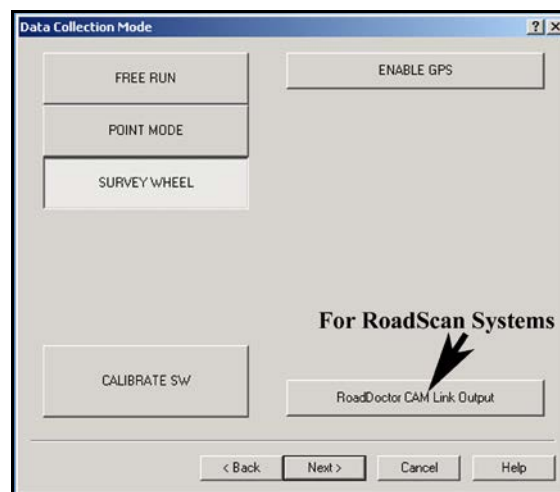 Data Collection Mode
FREE RUN
ENABLE GPS
POINT MODE
SURVEY WHEEL
For RoadScan Systems
CALIBRATE SW
RoadDoctor CAM Link Output
< Back
Next >
Cancel
Help